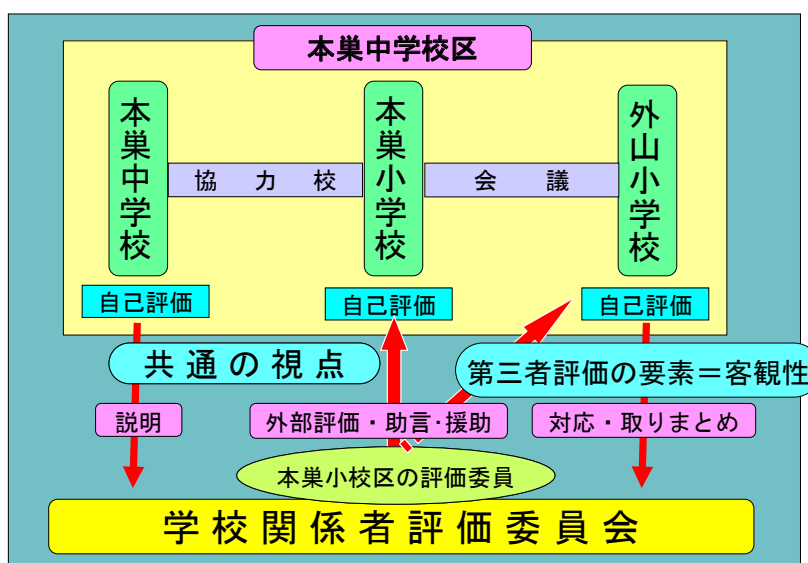 本巣中学校区
本巣中学校
本巣小学校
外山小学校
協力校
会議
自己評価
自己評価
自己評価
共通の視点
第三者評価の要素＝客観性
説明
外部評価・助言・援助
対応・取りまとめ
本巣小校区の評価委員
学校関係者評価委員会